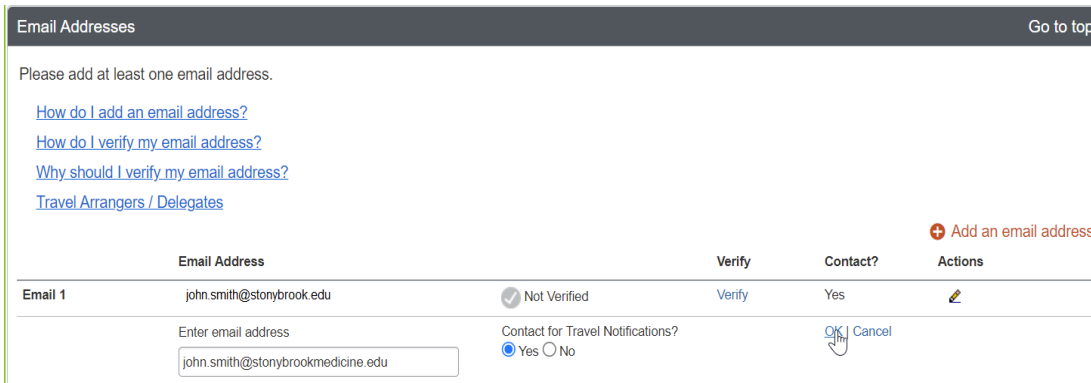 Email Addresses Go to top
Please add at least one email address.
How do I add an email address?
How do I verify my email address?
Why should I verify my email address?
Travel Arrangers / Delegates
Add an email address
Email Address Verify Contact? Actions
Email 1 john.smith@stonybrook.edu Not Verified Verify Yes
Enter email address Contact for Travel Notifications? OK | Cancel
john.smith@stonybrookmedicine.edu Yes No